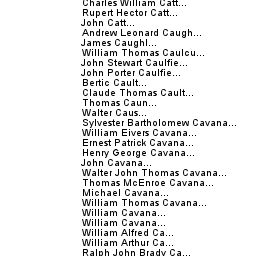 Charles William Catt...
Rupert Hector Catt...
John Catt...
Andrew Leonard Caugh...
James Caughl...
William Thomas Caulcu...
John Stewart Caulfie...
John Porter Caulfie...
Bertic Cault...
Claude Thomas Cault...
Thomas Caun...
Walter Caus...
Sylvester Bartholomew Cavana...
William Eivers Cavana...
Ernest Patrick Cavana...
Henry George Cavana...
John Cavana...
Walter John Thomas Cavana...
Thomas McEnroe Cavana...
Michael Cavana...
William Thomas Cavana...
William Cavana...
William Cavana...
William Alfred Ca...
William Arthur Ca...
Ralph John Brady Ca...